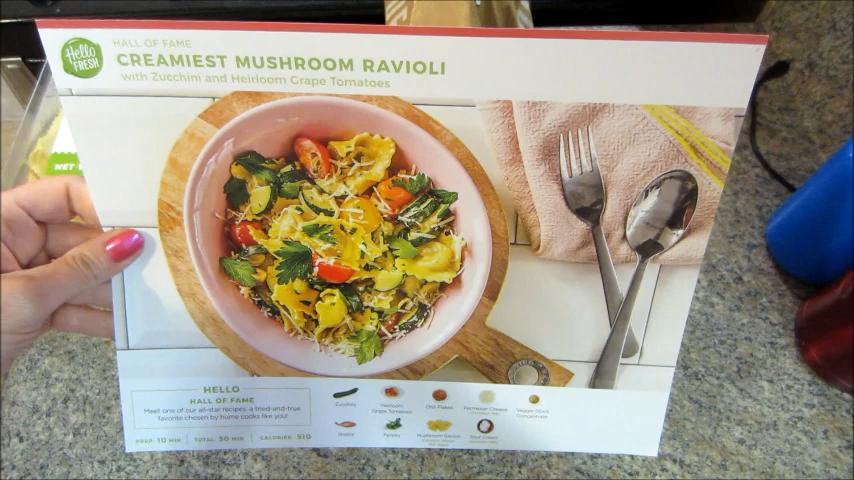 Hello
FRESH
HALL OF FAME
CREAMIEST MUSHROOM RAVIOLI
with Zucchini and Heirloom Grape Tomatoes
NET
HELLO
HALL OF FAME
Meet one of our all-star recipes, a tried-and-true
favorite chosen by home cooks like you!
PREP: 10 MIN TOTAL: 30 MIN CALORIES: 510
Zucchini
Heirloom
Grape Tomatoes
Chili Flakes
Parmesan Cheese
Veggie Stock
Concentrate
Shallot
Parsley
Mushroom Ravioli
Sour Cream